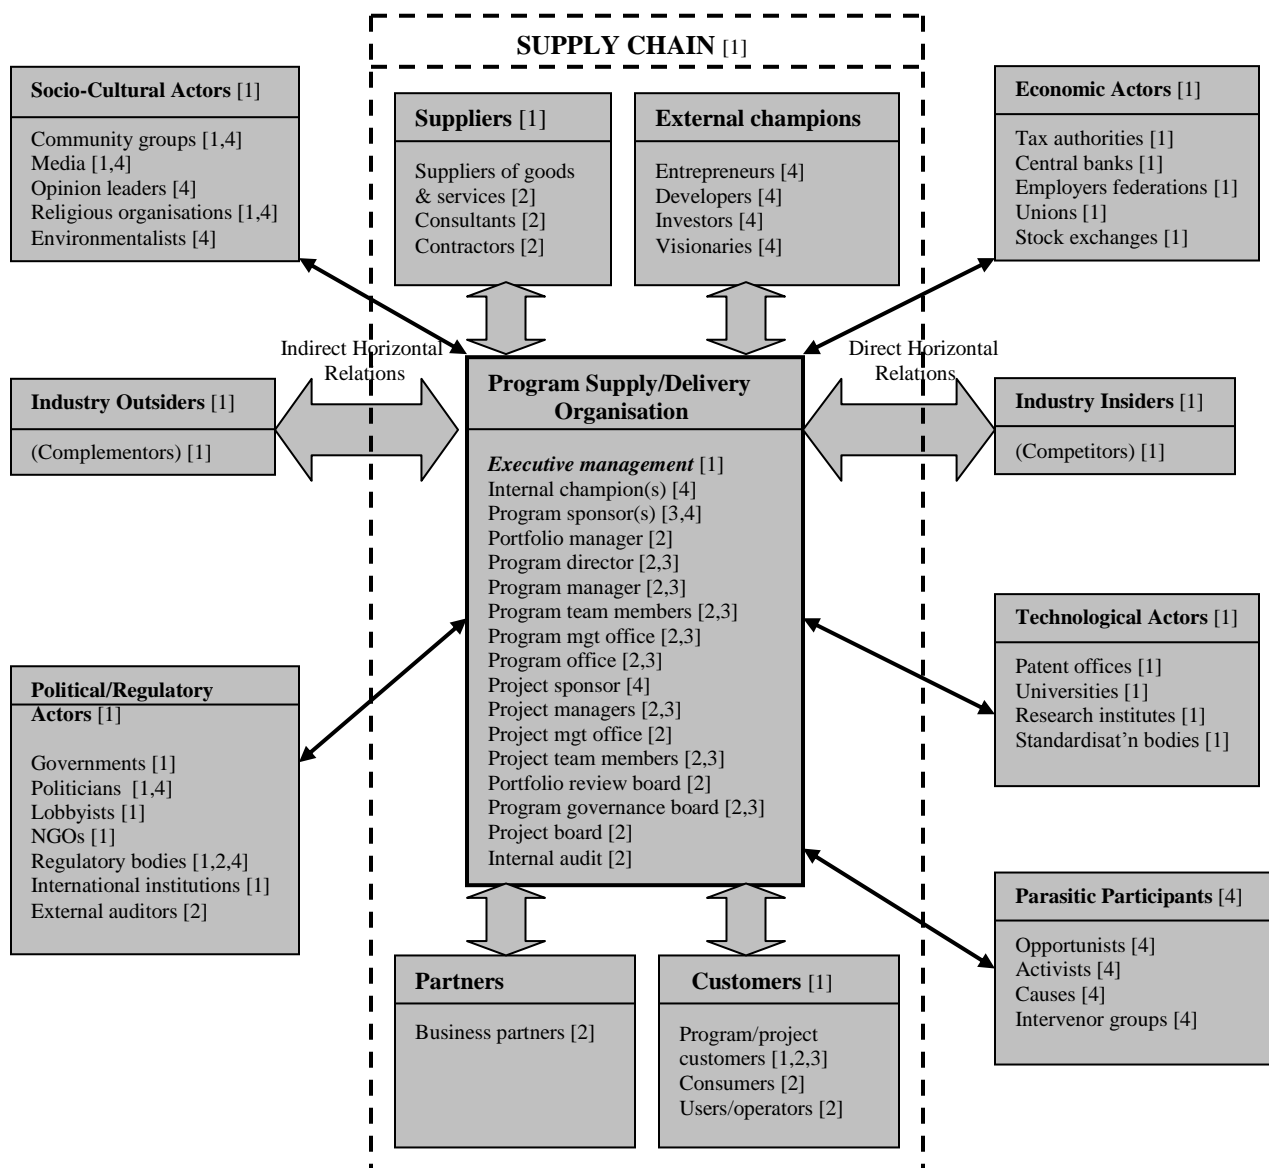 SUPPLY CHAIN [1]
Socio-Cultural Actors [1]
Community groups [1,4]
Media [1,4]
Opinion leaders [4]
Religious organisations [1,4]
Environmentalists [4]
Suppliers [1]
Suppliers of goods
& services [2]
Consultants [2]
Contractors [2]
External champions
Entrepreneurs [4]
Developers [4]
Investors [4]
Visionaries [4]
Economic Actors [1]
Tax authorities [1]
Central banks [1]
Employers federations [1]
Unions [1]
Stock exchanges [1]
Indirect Horizontal
Relations
Direct Horizontal
Relations
Industry Outsiders [1]
(Complementors) [1]
Program Supply/Delivery
Organisation
Executive management [1]
Internal champion(s) [4]
Program sponsor(s) [3,4]
Portfolio manager [2]
Program director [2,3]
Program manager [2,3]
Program team members [2,3]
Program mgt office [2,3]
Program office [2,3]
Project sponsor [4]
Project managers [2,3]
Project mgt office [2]
Project team members [2,3]
Portfolio review board [2]
Program governance board [2,3]
Project board [2]
Internal audit [2]
Industry Insiders [1]
(Competitors) [1]
Technological Actors [1]
Patent offices [1]
Universities [1]
Research institutes [1]
Standardisat'n bodies [1]
Political/Regulatory
Actors [1]
Governments [1]
Politicians [1,4]
Lobbyists [1]
NGOs [1]
Regulatory bodies [1,2,4]
International institutions [1]
External auditors [2]
Parasitic Participants [4]
Opportunists [4]
Activists [4]
Causes [4]
Intervenor groups [4]
Partners
Business partners [2]
Customers [1]
Program/project
customers [1,2,3]
Consumers [2]
Users/operators [2]